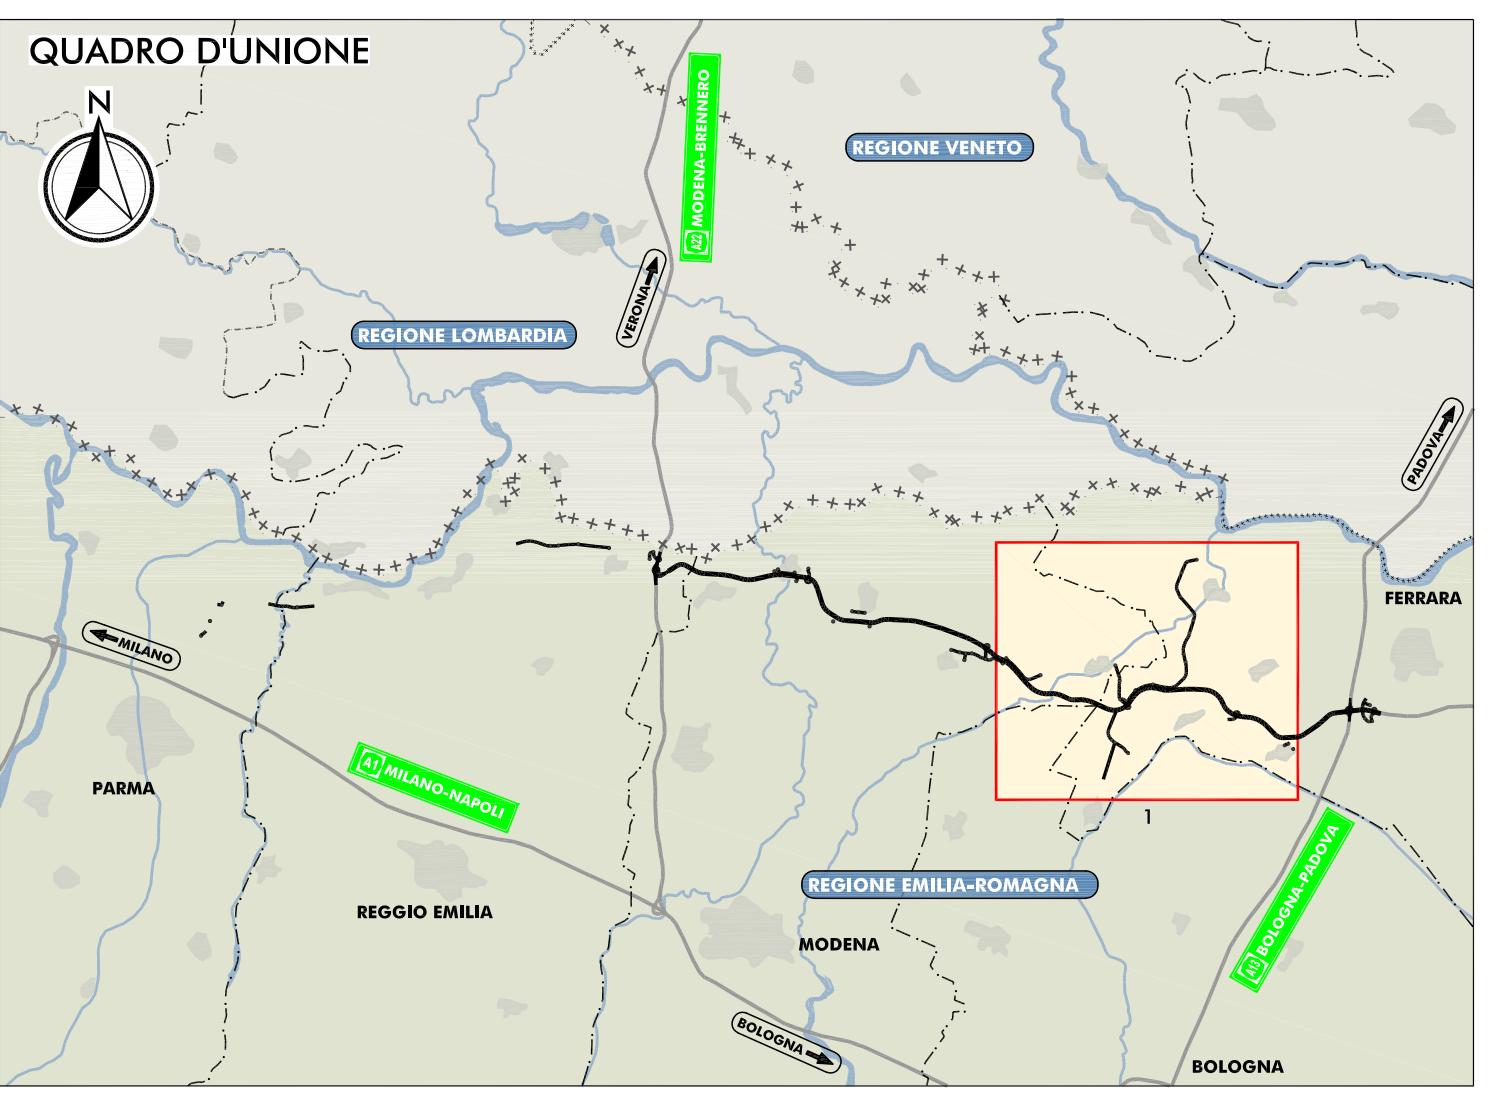 QUADRO D'UNIONE
N
A22 MODENA-BRENNERO
REGIONE VENETO
VERONA
REGIONE LOMBARDIA
PADOVA
FERRARA
MILANO
PARMA
A1 MILANO-NAPOLI
1
REGIONE EMILIA-ROMAGNA
A13 BOLOGNA-PADOVA
REGGIO EMILIA
MODENA
BOLOGNA
BOLOGNA